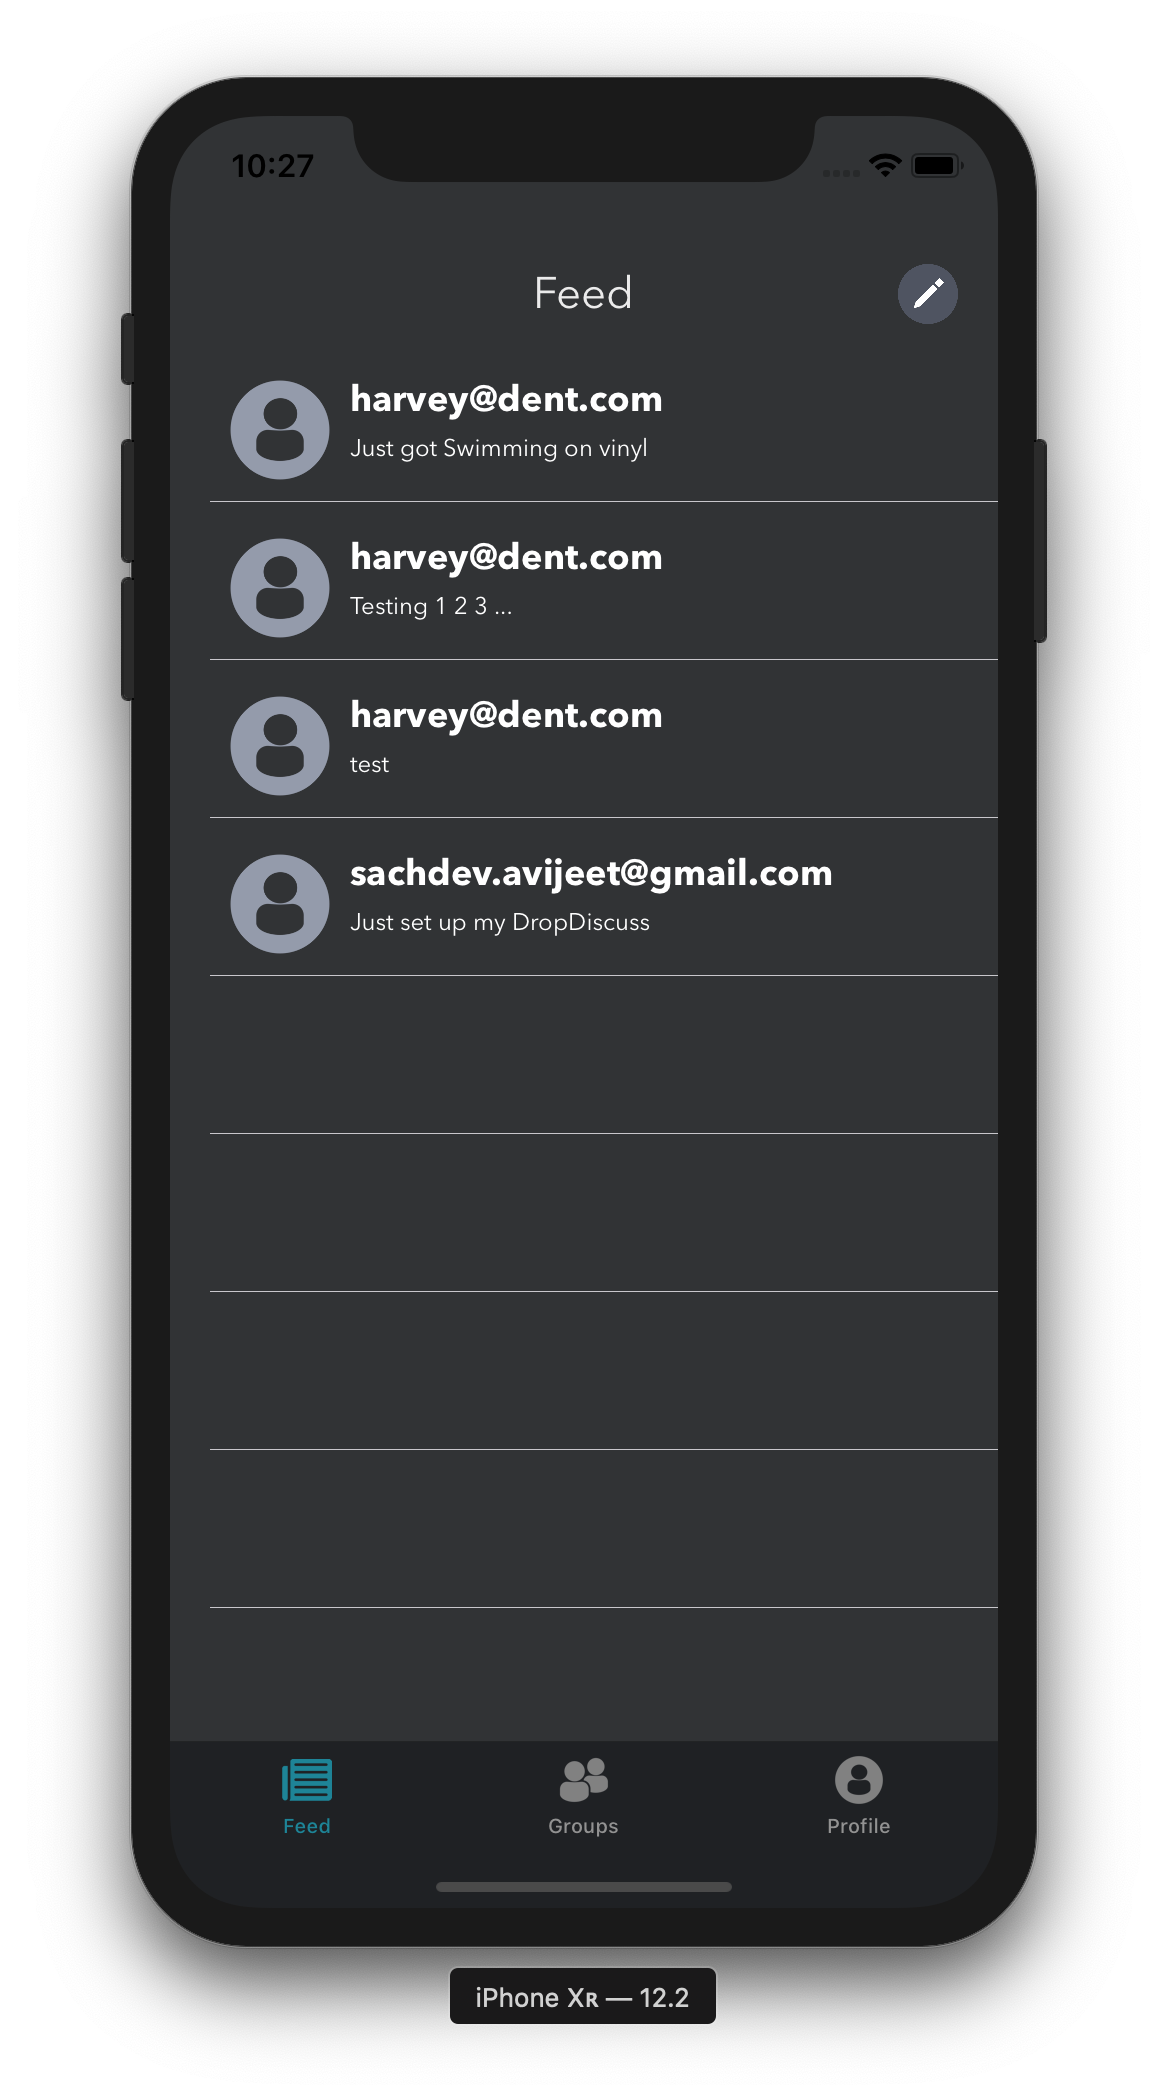 10:27
Feed
harvey@dent.com
Just got Swimming on vinyl
harvey@dent.com
Testing 1 2 3 ...
harvey@dent.com
test
sachdev.avijeet@gmail.com
Just set up my DropDiscuss
Feed
Groups
Profile
iPhone Xʀ — 12.2